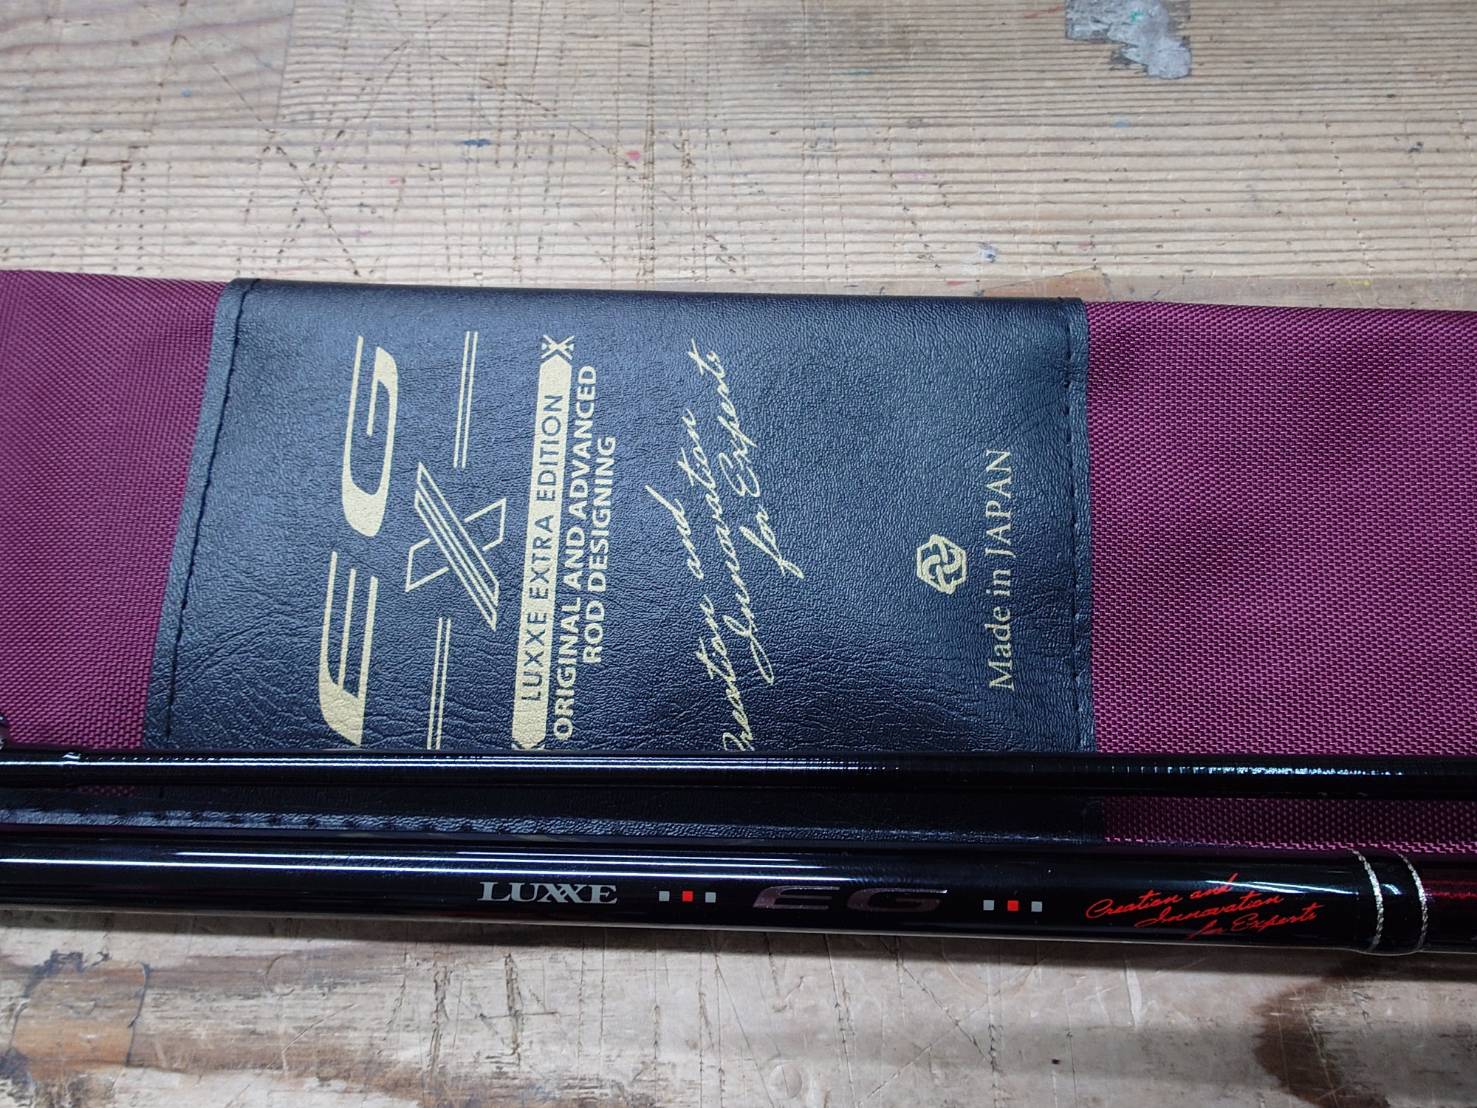 EG
X
LUXXE EXTRA EDITION X
ORIGINAL AND ADVANCED
ROD DESIGNING
Creation and
Innovation
for Experts
Made in JAPAN
LUXXE EG
Creation and
Innovation
for Experts